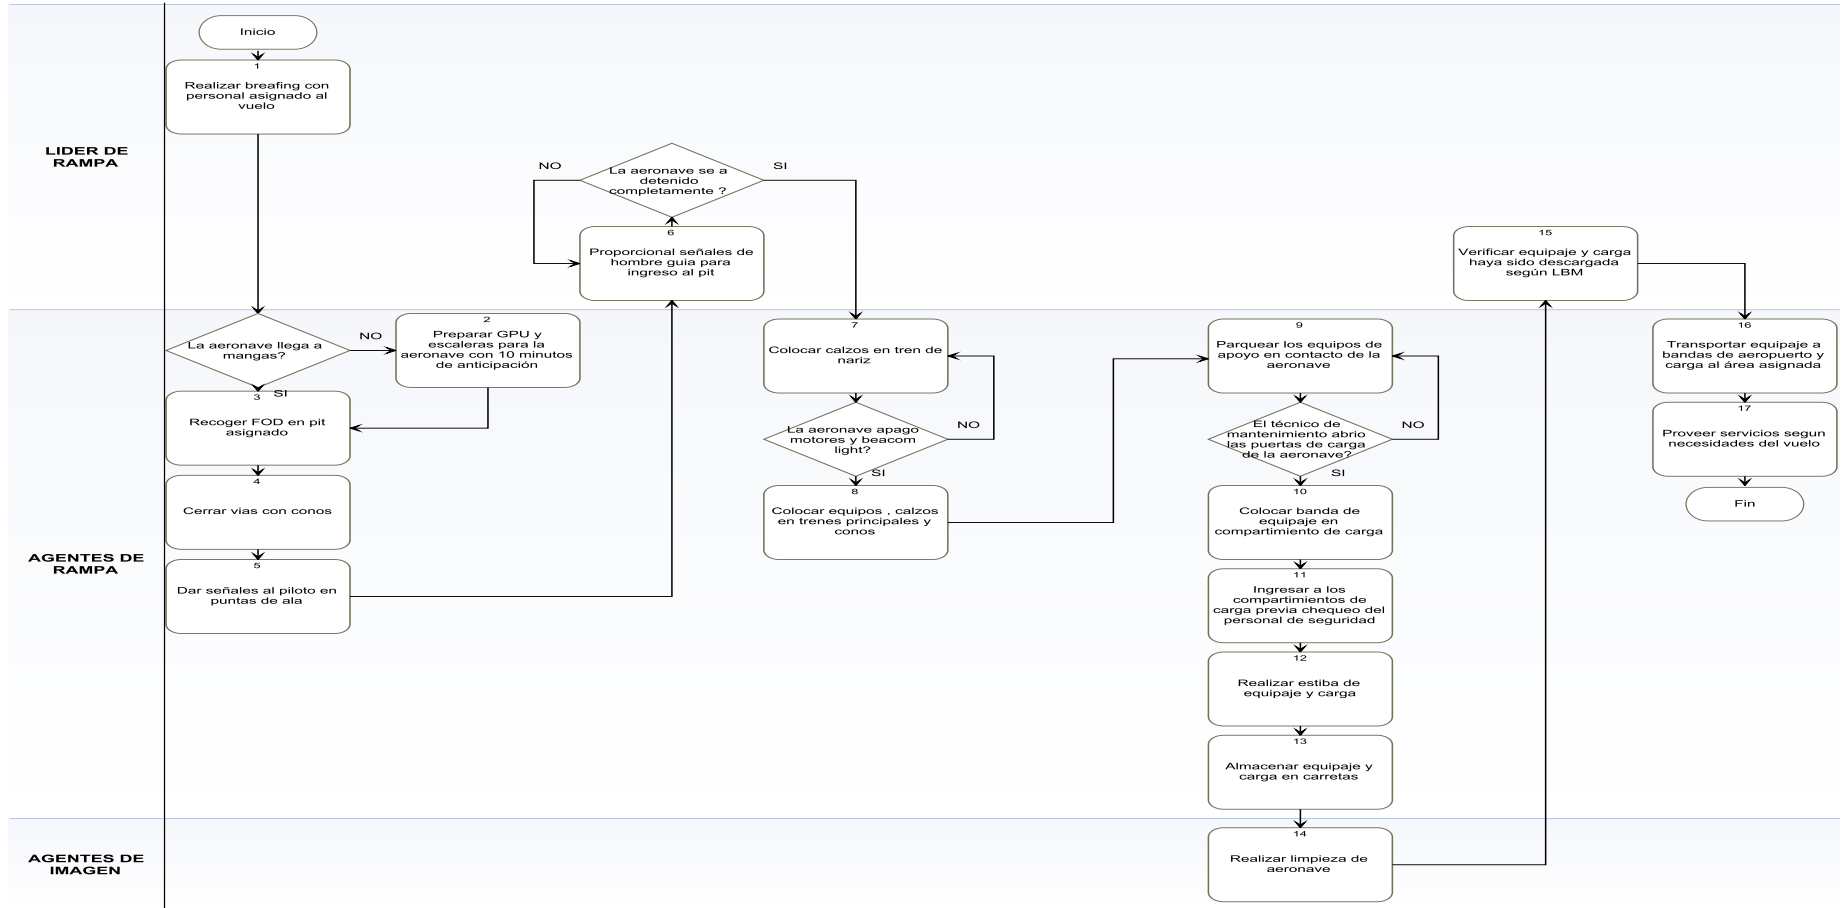 LIDER DE
RAMPA
Inicio
1
Realizar breafing con
personal asignado al
vuelo
La aeronave llega a
mangas?
NO
SI
2
Preparar GPU y
escaleras para la
aeronave con 10 minutos
de anticipación
3
Recoger FOD en pit
asignado
4
Cerrar vias con conos
5
Dar señales al piloto en
puntas de ala
6
Proporcional señales de
hombre guia para
ingreso al pit
La aeronave se a
detenido
completamente ?
NO
SI
AGENTES DE
RAMPA
7
Colocar calzos en tren de
nariz
La aeronave apago
motores y beacom
light?
NO
SI
8
Colocar equipos , calzos
en trenes principales y
conos
9
Parquear los equipos de
apoyo en contacto de la
aeronave
El técnico de
mantenimiento abrio
las puertas de carga
de la aeronave?
NO
SI
10
Colocar banda de
equipaje en
compartimiento de carga
11
Ingresar a los
compartimientos de
carga previa chequeo del
personal de seguridad
12
Realizar estiba de
equipaje y carga
13
Almacenar equipaje y
carga en carretas
AGENTES DE
IMAGEN
14
Realizar limpieza de
aeronave
15
Verificar equipaje y carga
haya sido descargada
según LBM
16
Transportar equipaje a
bandas de aeropuerto y
carga al área asignada
17
Proveer servicios segun
necesidades del vuelo
Fin